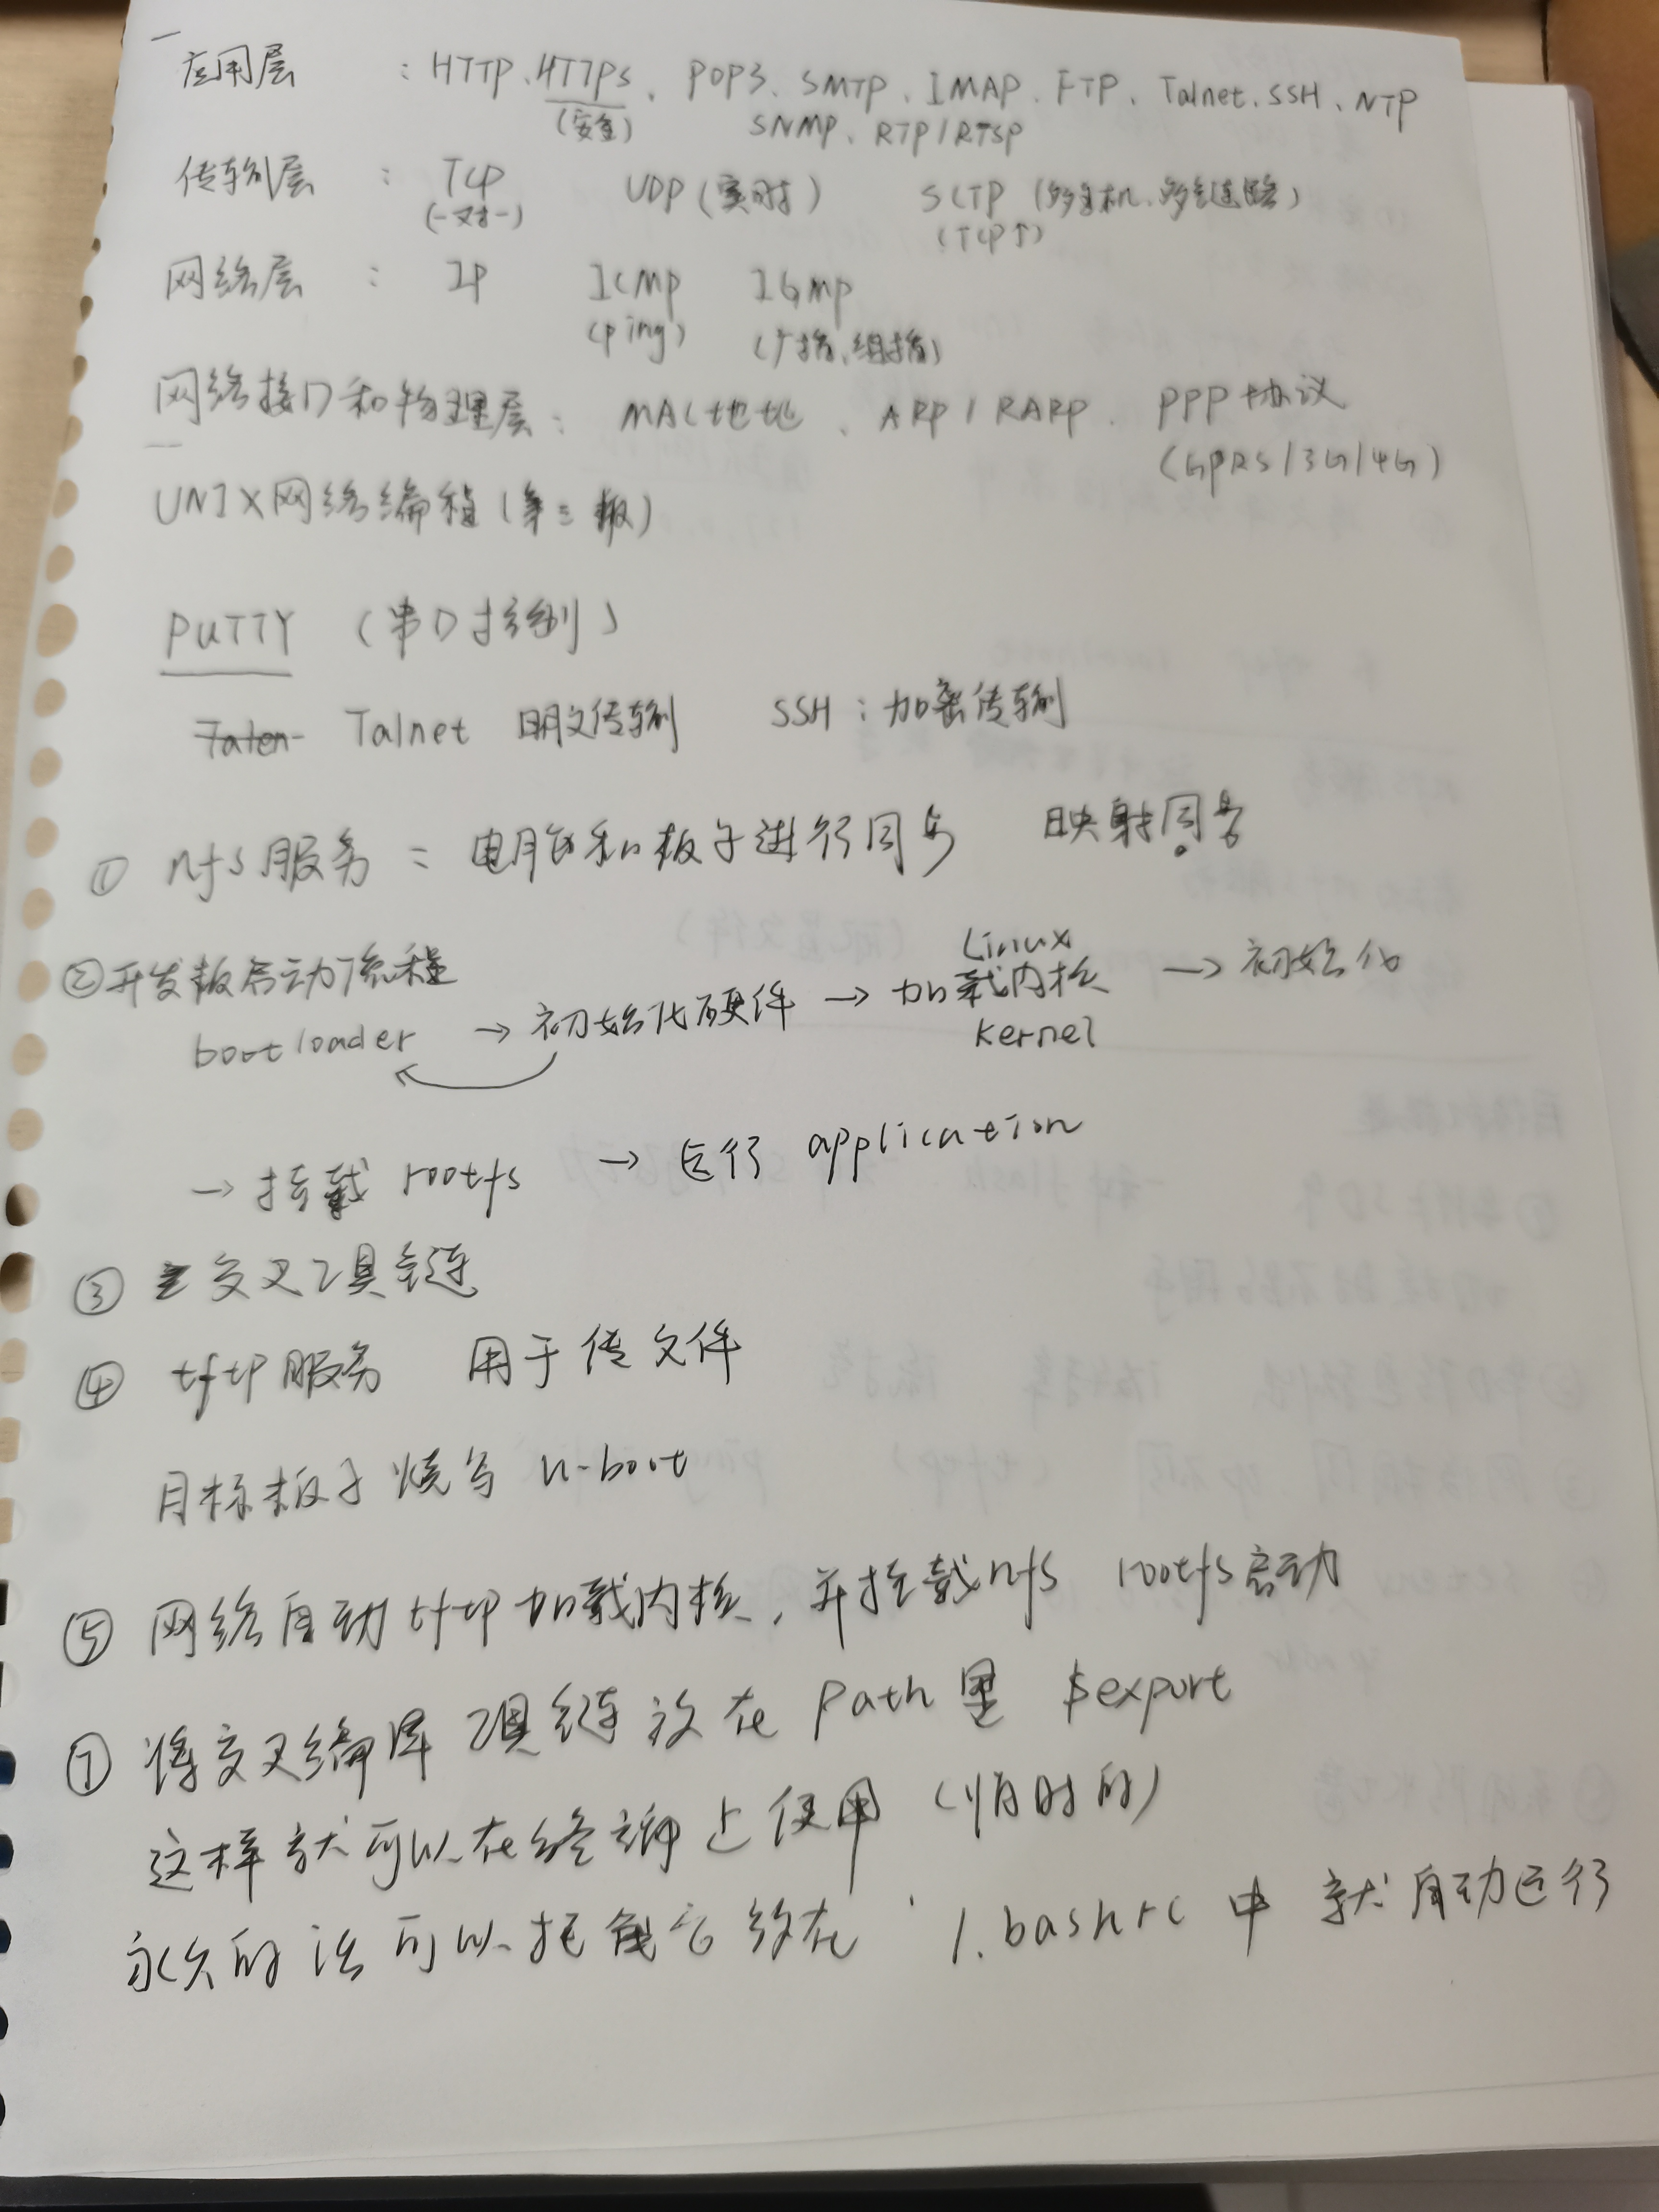 应用层 : HTTP、HTTPS、POP3、SMTP、IMAP、FTP、Talnet、SSH、NTP
(安全) SNMP、RTP/RTSP
传输层 : TCP UDP(实时) SCTP(多主机、多链路)
(一对一) (TCP↑)
网络层 : IP ICMP IGMP
(ping) (广播、组播)
网络接口和物理层: MAC地址、ARP/RARP、PPP协议
(GPRS/3G/4G)
UNIX网络编程(第三版)
PUTTY (串口控制)
Talen Talnet 明文传输 SSH:加密传输
① nfs服务 = 电脑和板子进行同步 映射同步
②开发板启动流程
bootloader → 初始化硬件 → 加载内核 → 初始化
Linux
kernel
→ 挂载 rootfs → 运行 application
③ 交叉工具链
④ tftp服务 用于传文件
目标板子烧写 u-boot
⑤ 网络自动tftp加载内核,并挂载nfs rootfs启动
⑦ 将交叉编译工具链放在Path里 $export
这样就可以在终端上使用(临时的)
永久的话可以把命令放在 /.bashrc 中 就自动运行